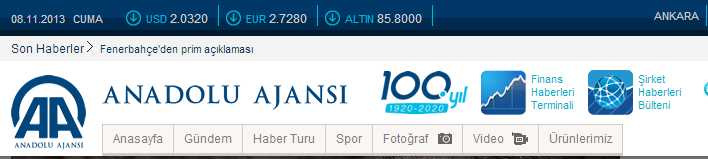 08.11.2013 CUMA USD 2.0320 EUR 2.7280 ALTIN 85.8000 ANKARA
Son Haberler Fenerbahçe'den prim açıklaması
AA
ANADOLU AJANSI
ANADOLU AJANSI
100.yıl
1920-2020
Finans
Haberleri
Terminali
Şirket
Haberleri
Bülteni
Anasayfa Gündem Haber Turu Spor Fotoğraf Video Ürünlerimiz